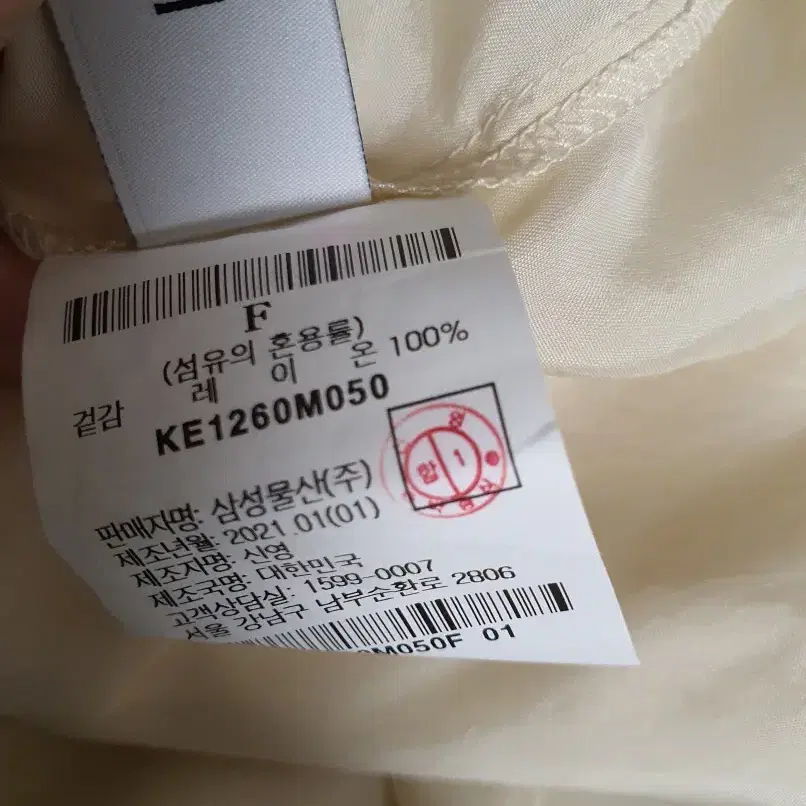 F
(섬유의 혼용률)
겉감 레 이 온 100%
KE1260M050
합 1
판매자명: 삼성물산(주)
제조년월: 2021.01(01)
제조자명: 신영
제조국명: 대한민국
고객상담실: 1599-0007
서울 강남구 남부순환로 2806
M050F 01